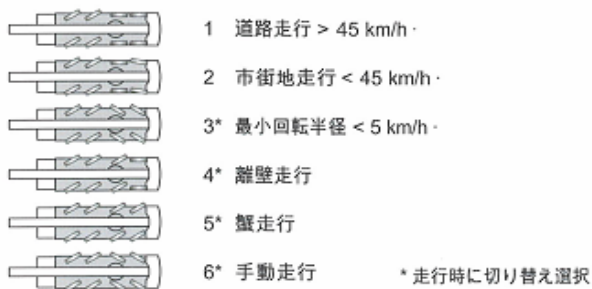 1 道路走行 > 45 km/h ·
2 市街地走行 < 45 km/h ·
3* 最小回転半径 < 5 km/h ·
4* 離壁走行
5* 蟹走行
6* 手動走行
* 走行時に切り替え選択